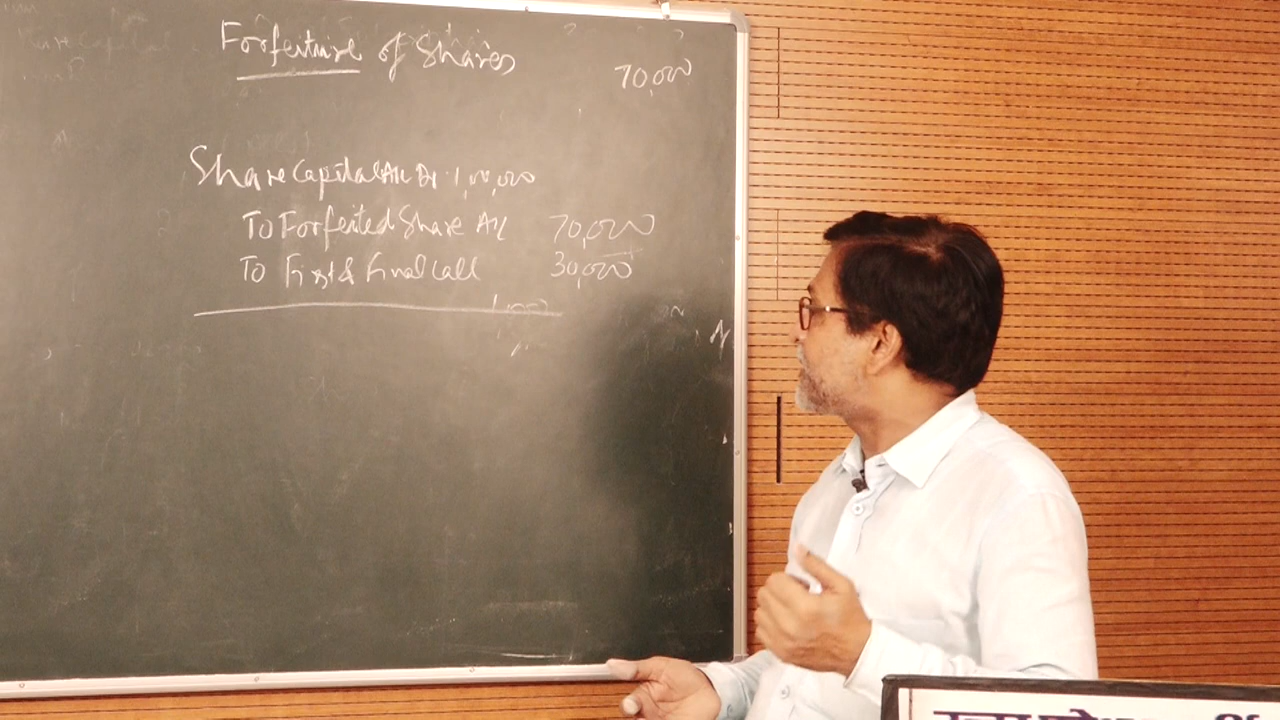 Forfeiture of Shares
70,000
Share Capital A/c Dr 1,00,000
To Forfeited Share A/c 70,000
To First & Final Call 30,000